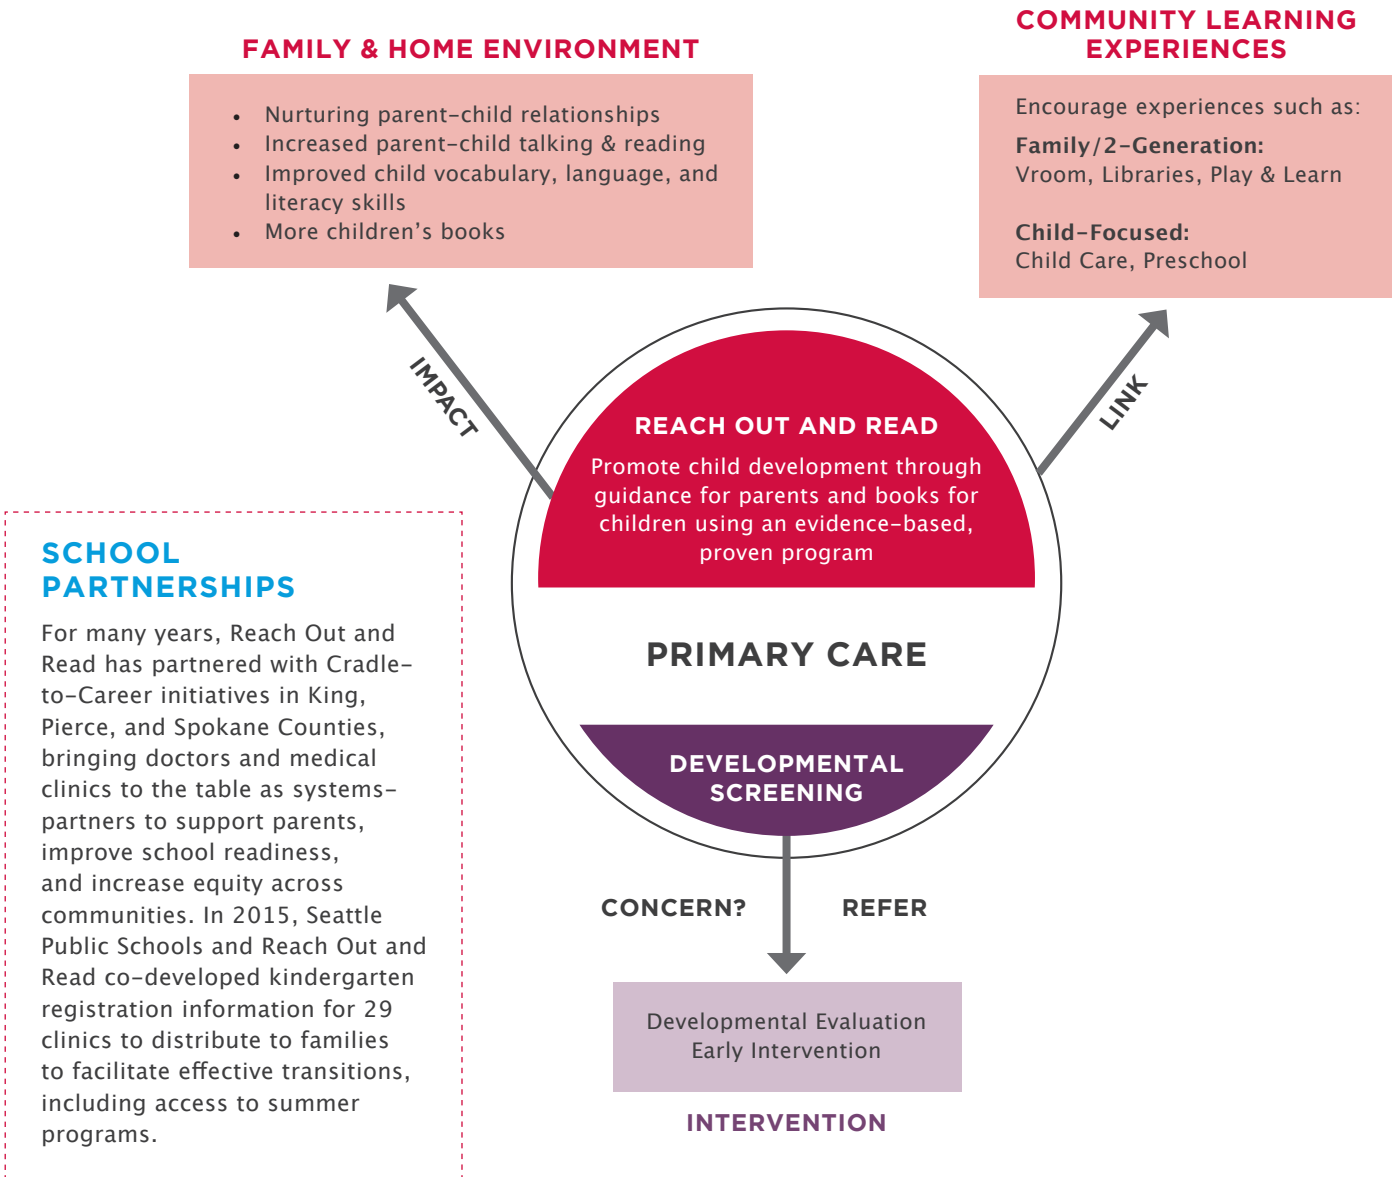 FAMILY & HOME ENVIRONMENT
• Nurturing parent–child relationships
• Increased parent–child talking & reading
• Improved child vocabulary, language, and
literacy skills
• More children’s books
COMMUNITY LEARNING
EXPERIENCES
Encourage experiences such as:
Family/2–Generation:
Vroom, Libraries, Play & Learn
Child–Focused:
Child Care, Preschool
IMPACT
LINK
REACH OUT AND READ
Promote child development through
guidance for parents and books for
children using an evidence–based,
proven program
PRIMARY CARE
DEVELOPMENTAL
SCREENING
CONCERN?
REFER
Developmental Evaluation
Early Intervention
INTERVENTION
SCHOOL
PARTNERSHIPS
For many years, Reach Out and
Read has partnered with Cradle–
to–Career initiatives in King,
Pierce, and Spokane Counties,
bringing doctors and medical
clinics to the table as systems–
partners to support parents,
improve school readiness,
and increase equity across
communities. In 2015, Seattle
Public Schools and Reach Out and
Read co–developed kindergarten
registration information for 29
clinics to distribute to families
to facilitate effective transitions,
including access to summer
programs.